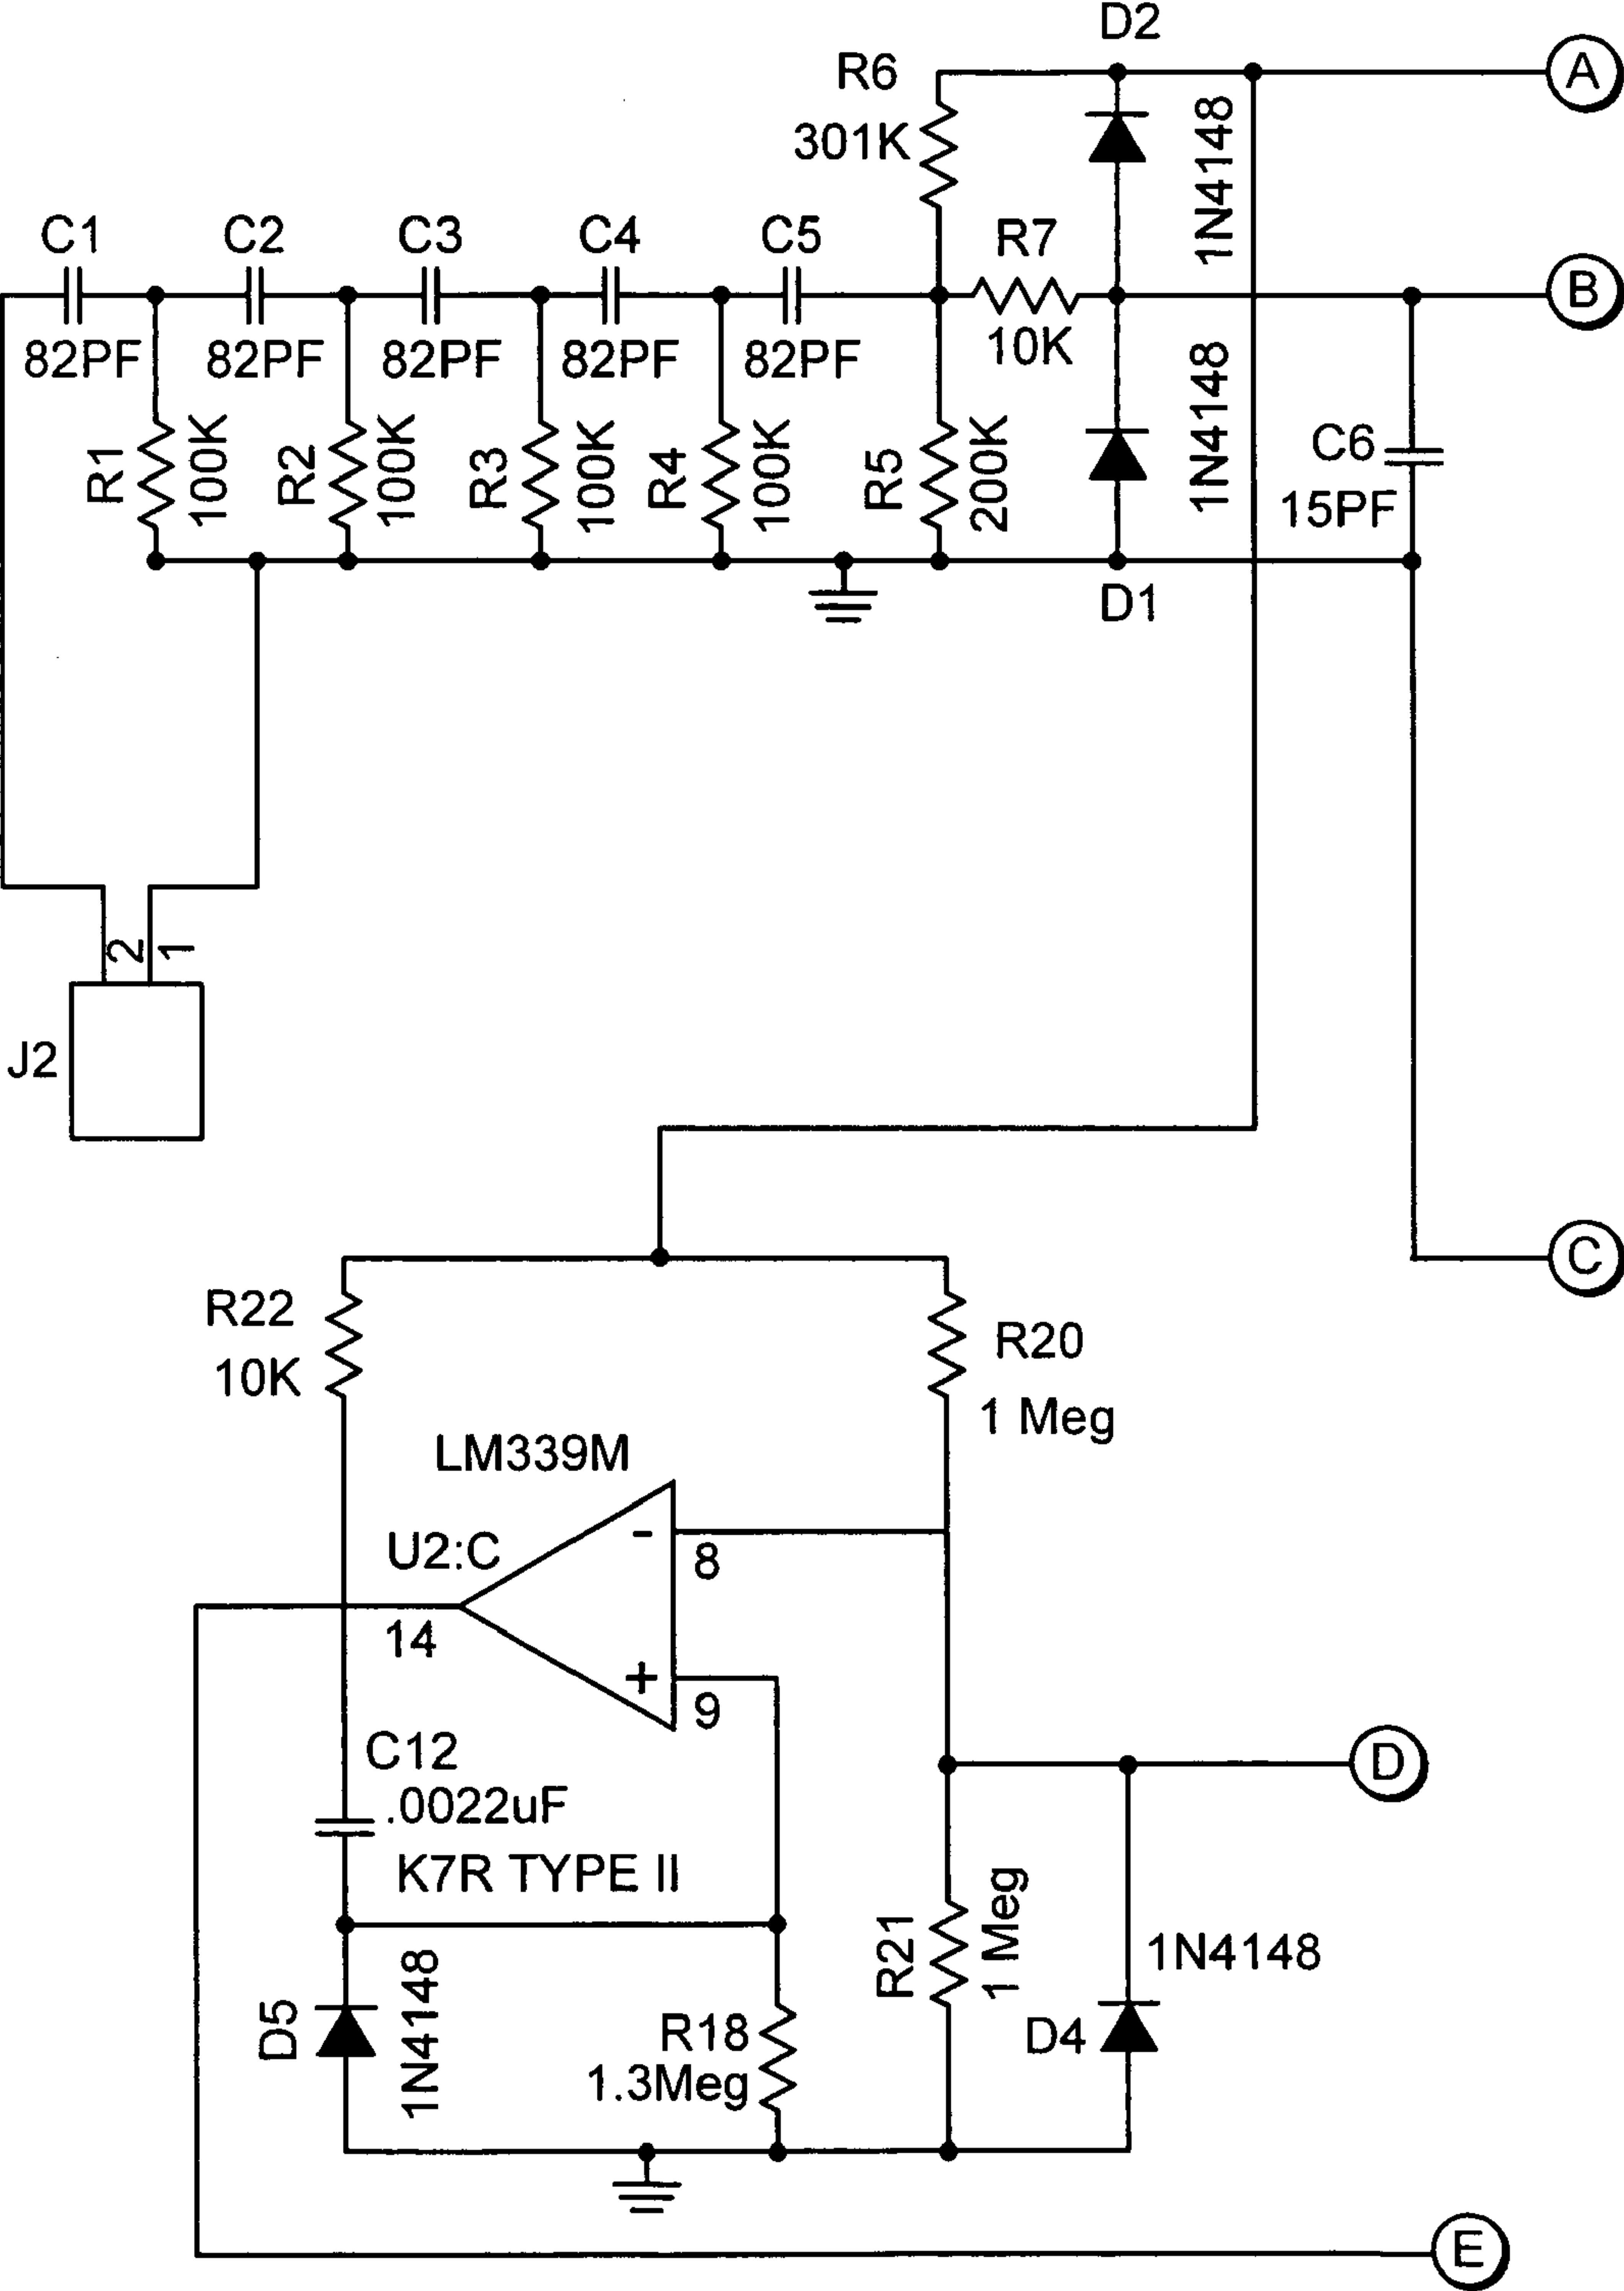 D2
A
R6
301K
1N4148
C1
C2
C3
C4
C5
R7
B
82PF
82PF
82PF
82PF
82PF
10K
1N4148
R1
100K
R2
100K
R3
100K
R4
100K
R5
200K
C6
15PF
D1
2
1
J2
C
R22
10K
R20
1 Meg
LM339M
U2:C
-
8
14
+
9
C12
.0022uF
K7R TYPE II
D
R21
1 Meg
1N4148
D5
1N4148
R18
1.3Meg
D4
E